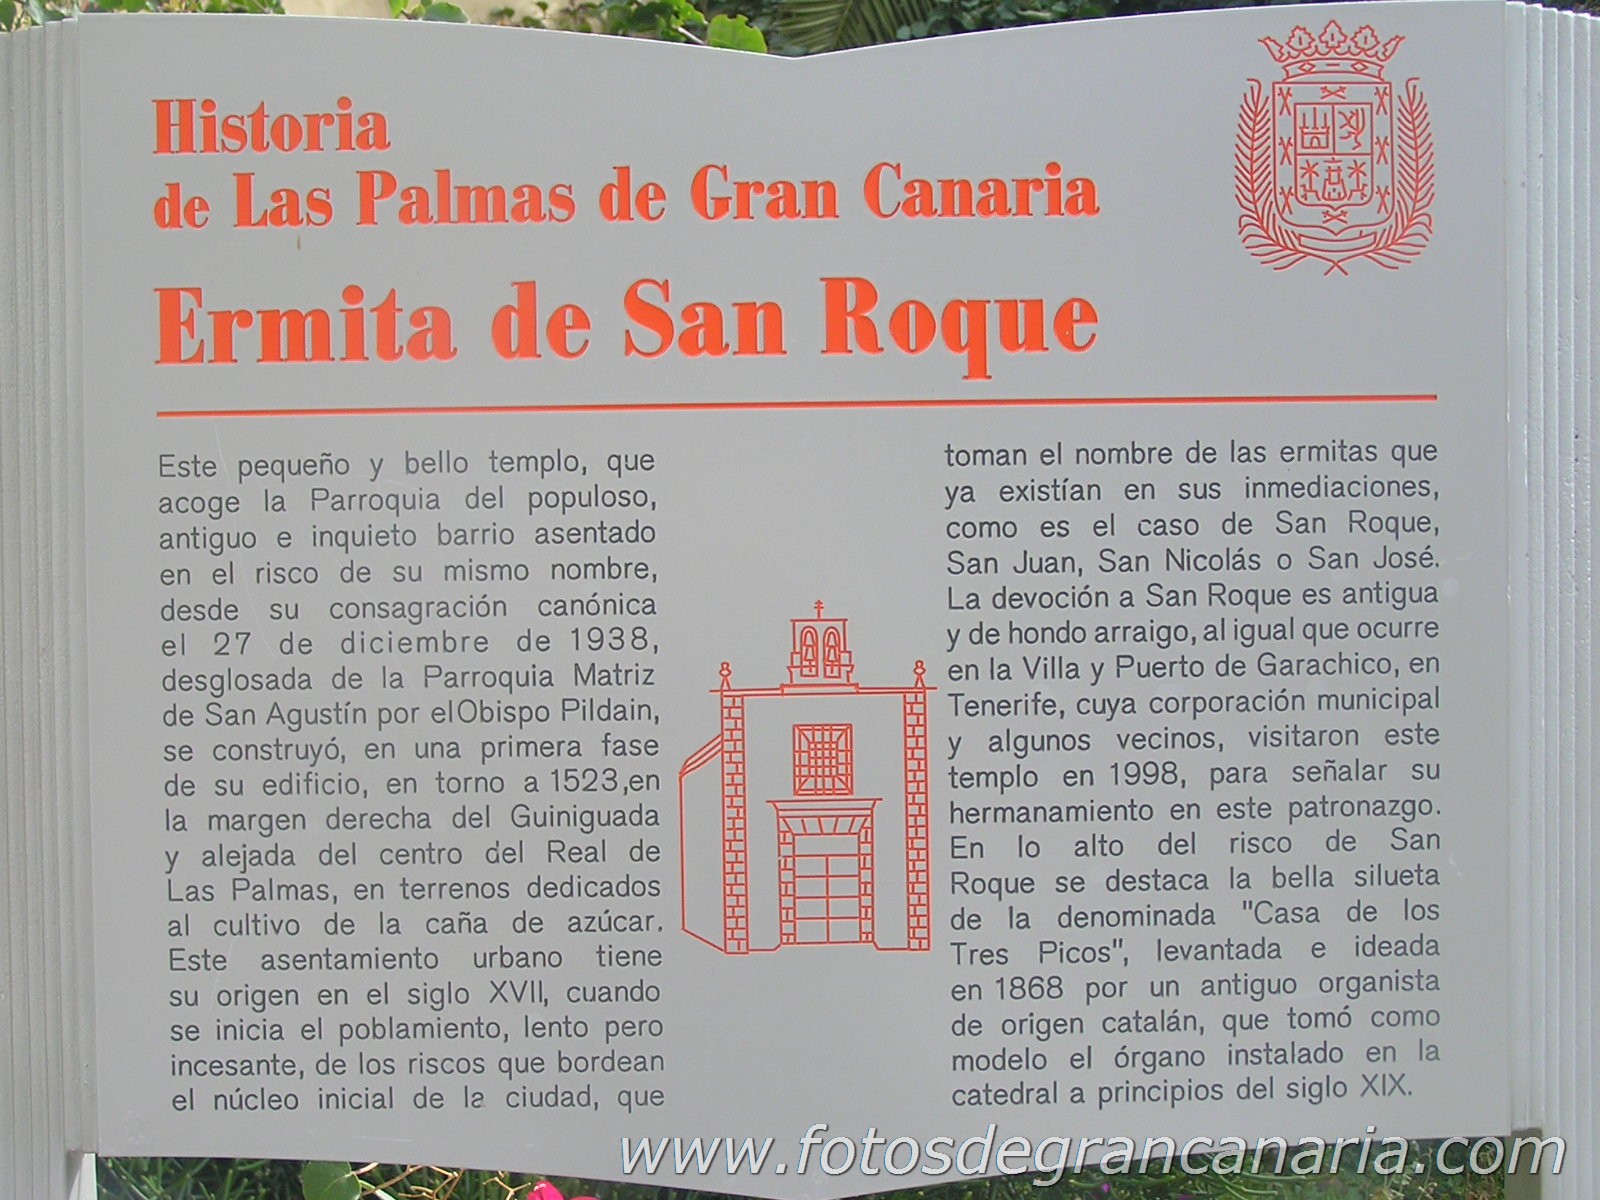 Historia
de Las Palmas de Gran Canaria
Ermita de San Roque
Este pequeño y bello templo, que
acoge la Parroquia del populoso,
antiguo e inquieto barrio asentado
en el risco de su mismo nombre,
desde su consagración canónica
el 27 de diciembre de 1938,
desglosada de la Parroquia Matriz
de San Agustín por el Obispo Pildain,
se construyó, en una primera fase
de su edificio, en torno a 1523,en
la margen derecha del Guiniguada
y alejada del centro del Real de
Las Palmas, en terrenos dedicados
al cultivo de la caña de azúcar.
Este asentamiento urbano tiene
su origen en el siglo XVII, cuando
se inicia el poblamiento, lento pero
incesante, de los riscos que bordean
el núcleo inicial de la ciudad, que
toman el nombre de las ermitas que
ya existían en sus inmediaciones,
como es el caso de San Roque,
San Juan, San Nicolás o San José.
La devoción a San Roque es antigua
y de hondo arraigo, al igual que ocurre
en la Villa y Puerto de Garachico, en
Tenerife, cuya corporación municipal
y algunos vecinos, visitaron este
templo en 1998, para señalar su
hermanamiento en este patronazgo.
En lo alto del risco de San
Roque se destaca la bella silueta
de la denominada "Casa de los
Tres Picos", levantada e ideada
en 1868 por un antiguo organista
de origen catalán, que tomó como
modelo el órgano instalado en la
catedral a principios del siglo XIX.
www.fotosdegrancanaria.com